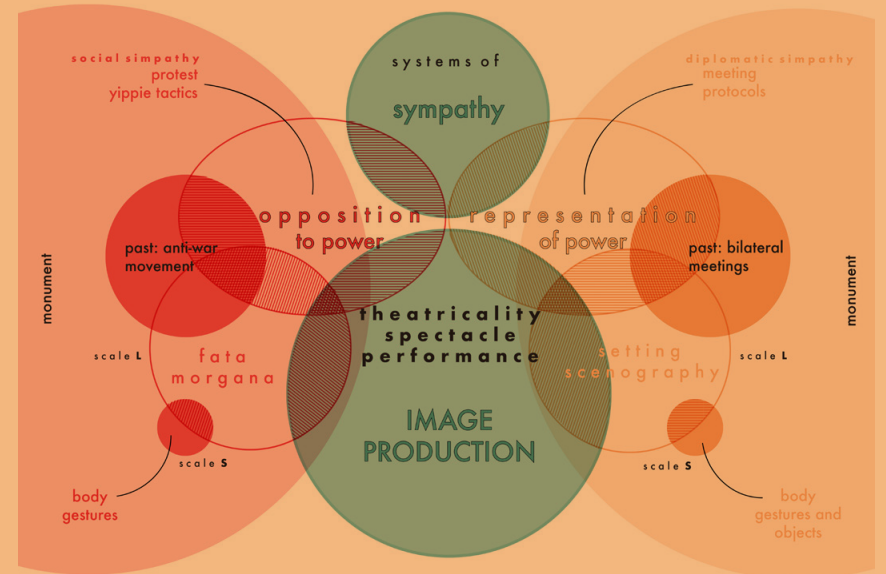 social simpathy
protest
yippie tactics
systems of
sympathy
diplomatic simpathy
meeting
protocols
opposition
to power
representation
of power
past: anti-war
movement
past: bilateral
meetings
monument
monument
theatricality
spectacle
performance
scale L
fata
morgana
setting
scenography
scale L
IMAGE
PRODUCTION
scale S
scale S
body
gestures
body
gestures and
objects